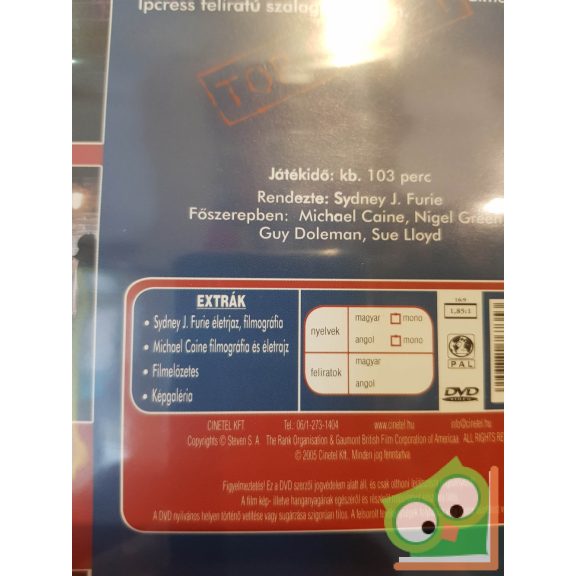 Ipcress feliratú
TO
Játékidő: kb. 103 perc
Rendezte: Sydney J. Furie
Főszerepben: Michael Caine, Nigel Green
Guy Doleman, Sue Lloyd
EXTRÁK
• Sydney J. Furie életrjaz, filmográfia
• Michael Caine filmográfia és életrajz
• Filmelőzetes
• Képgaléria
nyelvek
magyar mono
angol mono
feliratok
magyar
angol
16:9
1,85:1
PAL
DVD
VIDEO
CINETEL KFT. Tel.: 06/1-273-1404 www.cinetel.hu info@cinetel.hu
Copyrights © Steven S. A. The Rank Organisation & Gaumont British Film Corporation of Americaa ALL RIGHTS RE
© 2005 Cinetel Kft. Minden jog fenntartva
Figyelmeztetés! Ez a DVD szerzői jogvédelem alatt áll, és csak otthoni
A film kép- illetve hanganyagának egészéről és
A DVD nyilvános helyen történő vetítése vagy sugárzása szigorúan tilos. A felsorolt